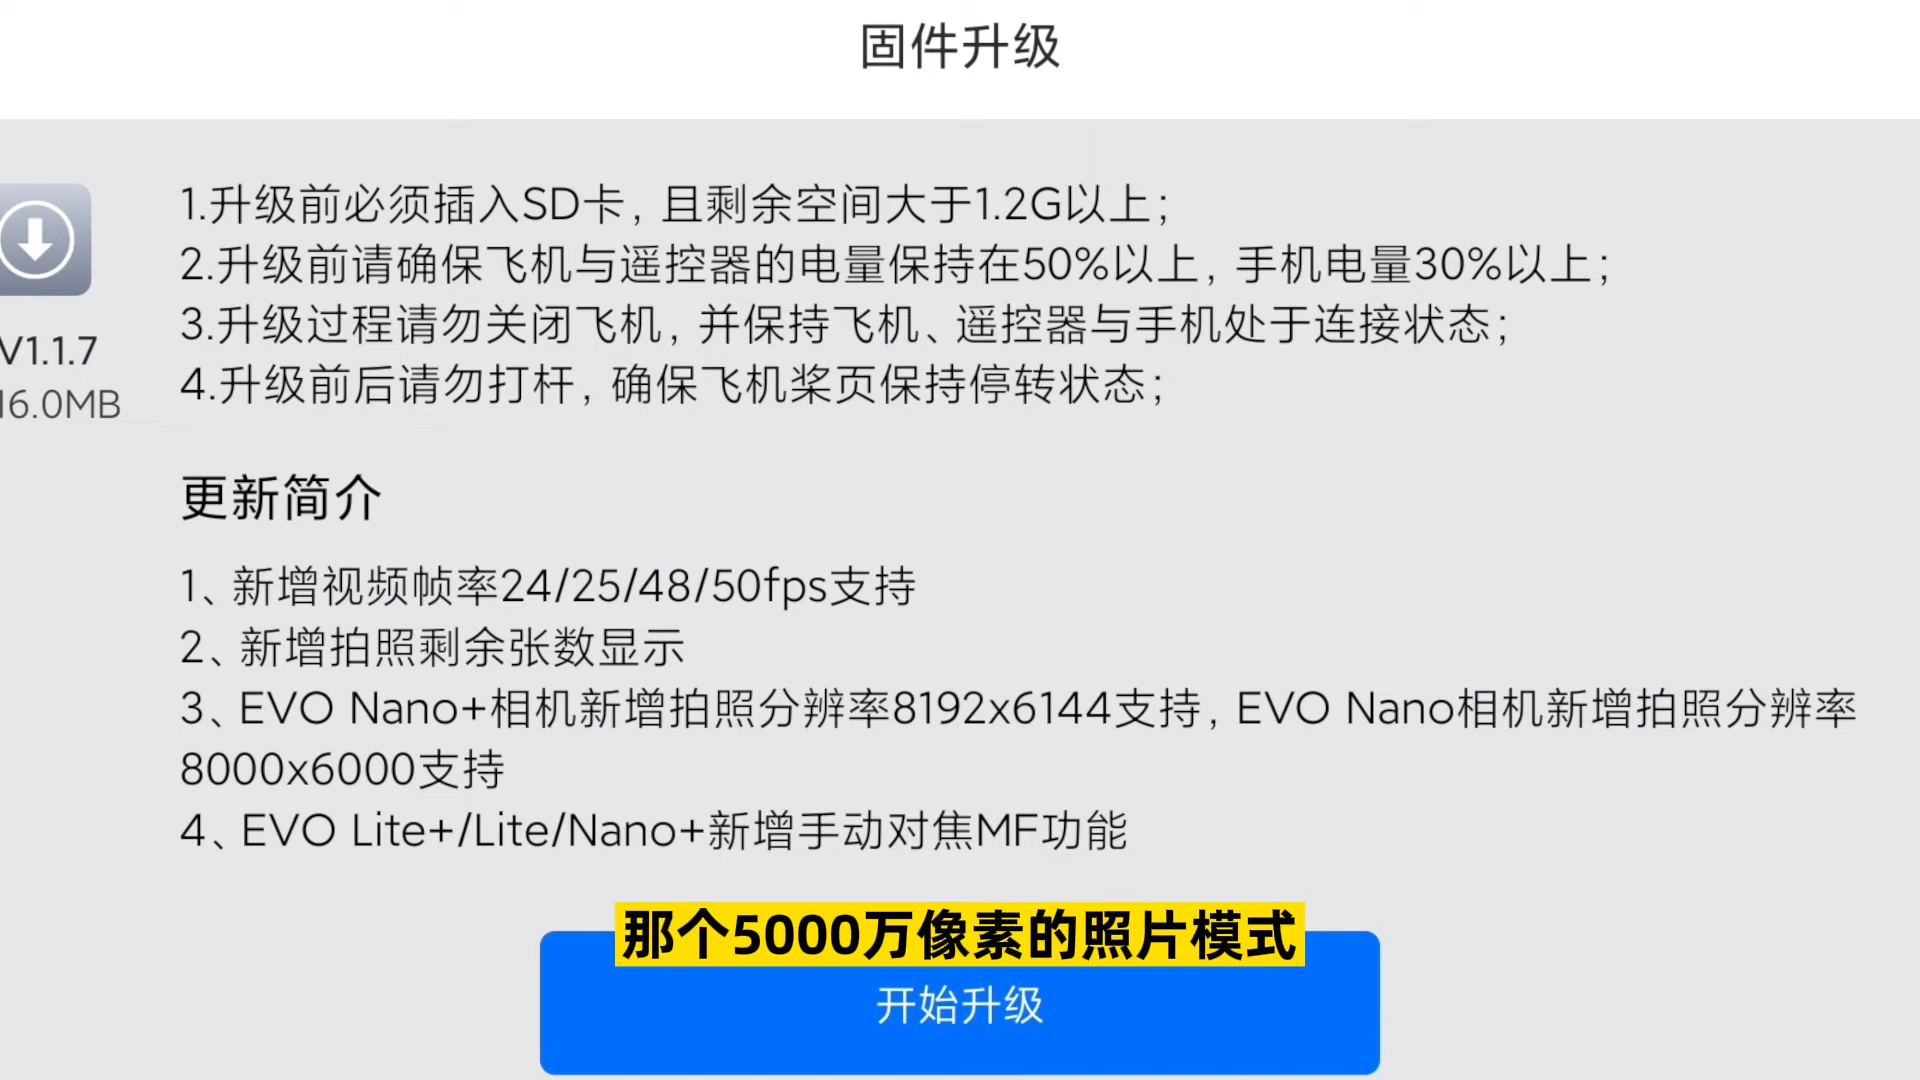 固件升级
1.升级前必须插入SD卡，且剩余空间大于1.2G以上；
2.升级前请确保飞机与遥控器的电量保持在50%以上，手机电量30%以上；
3.升级过程请勿关闭飞机，并保持飞机、遥控器与手机处于连接状态；
4.升级前后请勿打杆，确保飞机桨页保持停转状态；
V1.1.7
16.0MB
更新简介
1、新增视频帧率24/25/48/50fps支持
2、新增拍照剩余张数显示
3、EVO Nano+相机新增拍照分辨率8192x6144支持，EVO Nano相机新增拍照分辨率
8000x6000支持
4、EVO Lite+/Lite/Nano+新增手动对焦MF功能
那个5000万像素的照片模式
开始升级